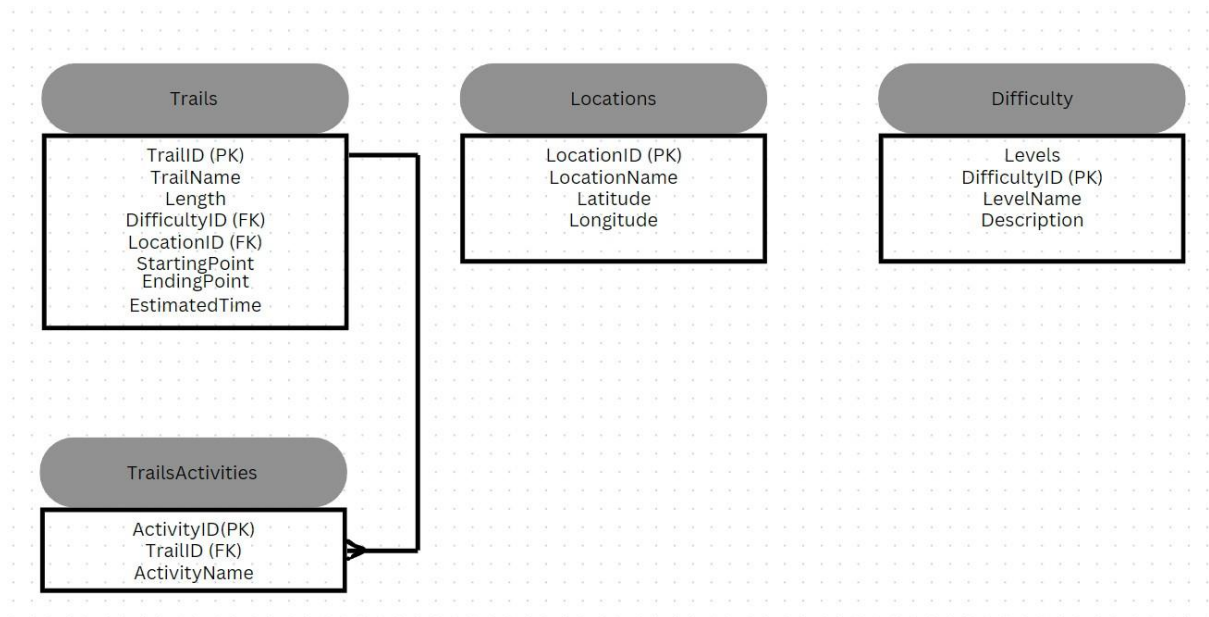 Trails
TrailID (PK)
TrailName
Length
DifficultyID (FK)
LocationID (FK)
StartingPoint
EndingPoint
EstimatedTime
Locations
LocationID (PK)
LocationName
Latitude
Longitude
Difficulty
Levels
DifficultyID (PK)
LevelName
Description
TrailsActivities
ActivityID(PK)
TrailID (FK)
ActivityName